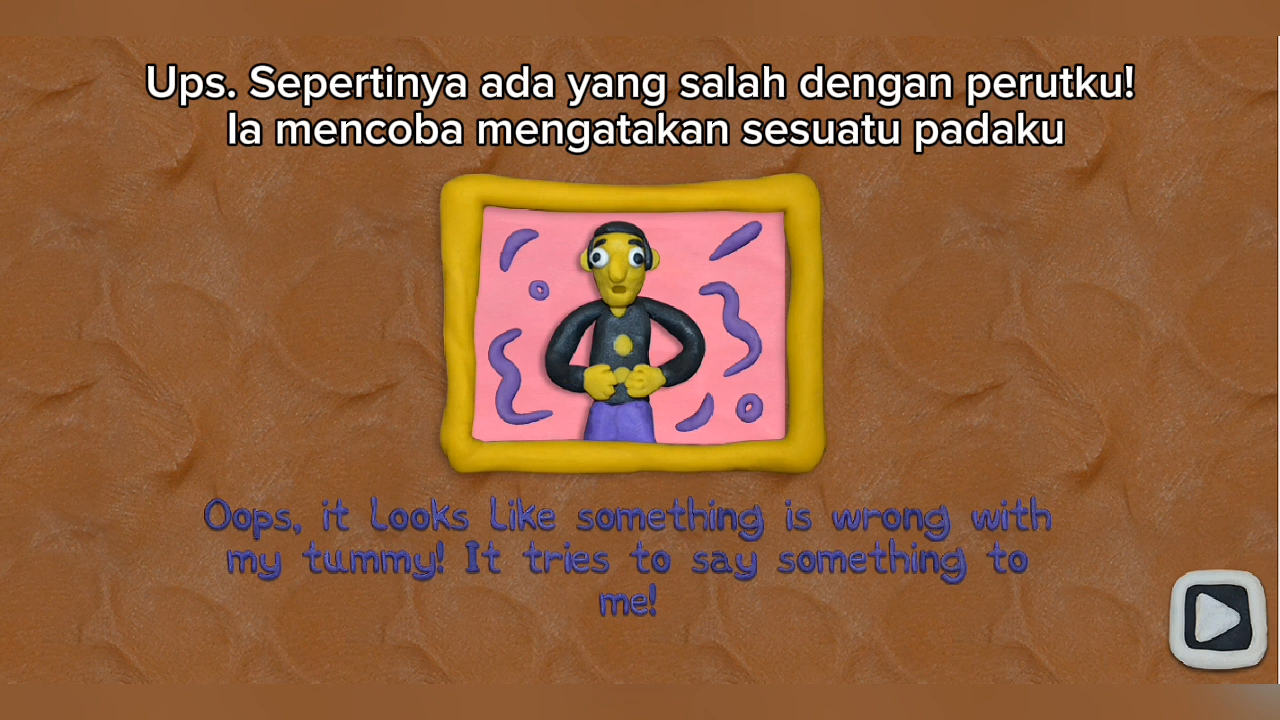 Ups. Sepertinya ada yang salah dengan perutku!
Ia mencoba mengatakan sesuatu padaku
Oops, it looks like something is wrong with
my tummy! It tries to say something to
me!